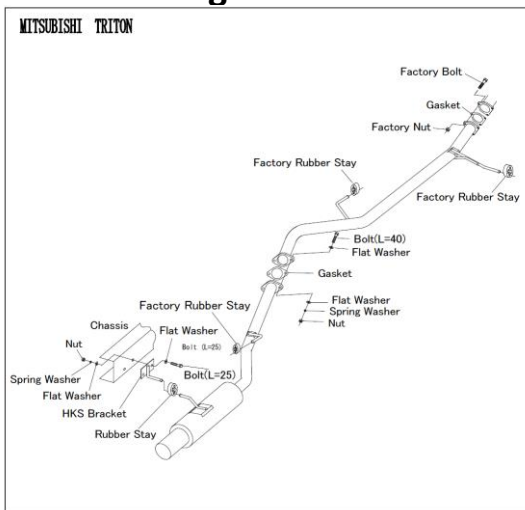 g
MITSUBISHI TRITON
Factory Bolt
Gasket
Factory Nut
Factory Rubber Stay
Factory Rubber Stay
Bolt(L=40)
Flat Washer
Gasket
Flat Washer
Spring Washer
Nut
Factory Rubber Stay
Chassis
Flat Washer
Nut
Bolt (L=25)
Bolt(L=25)
Spring Washer
Flat Washer
HKS Bracket
Rubber Stay